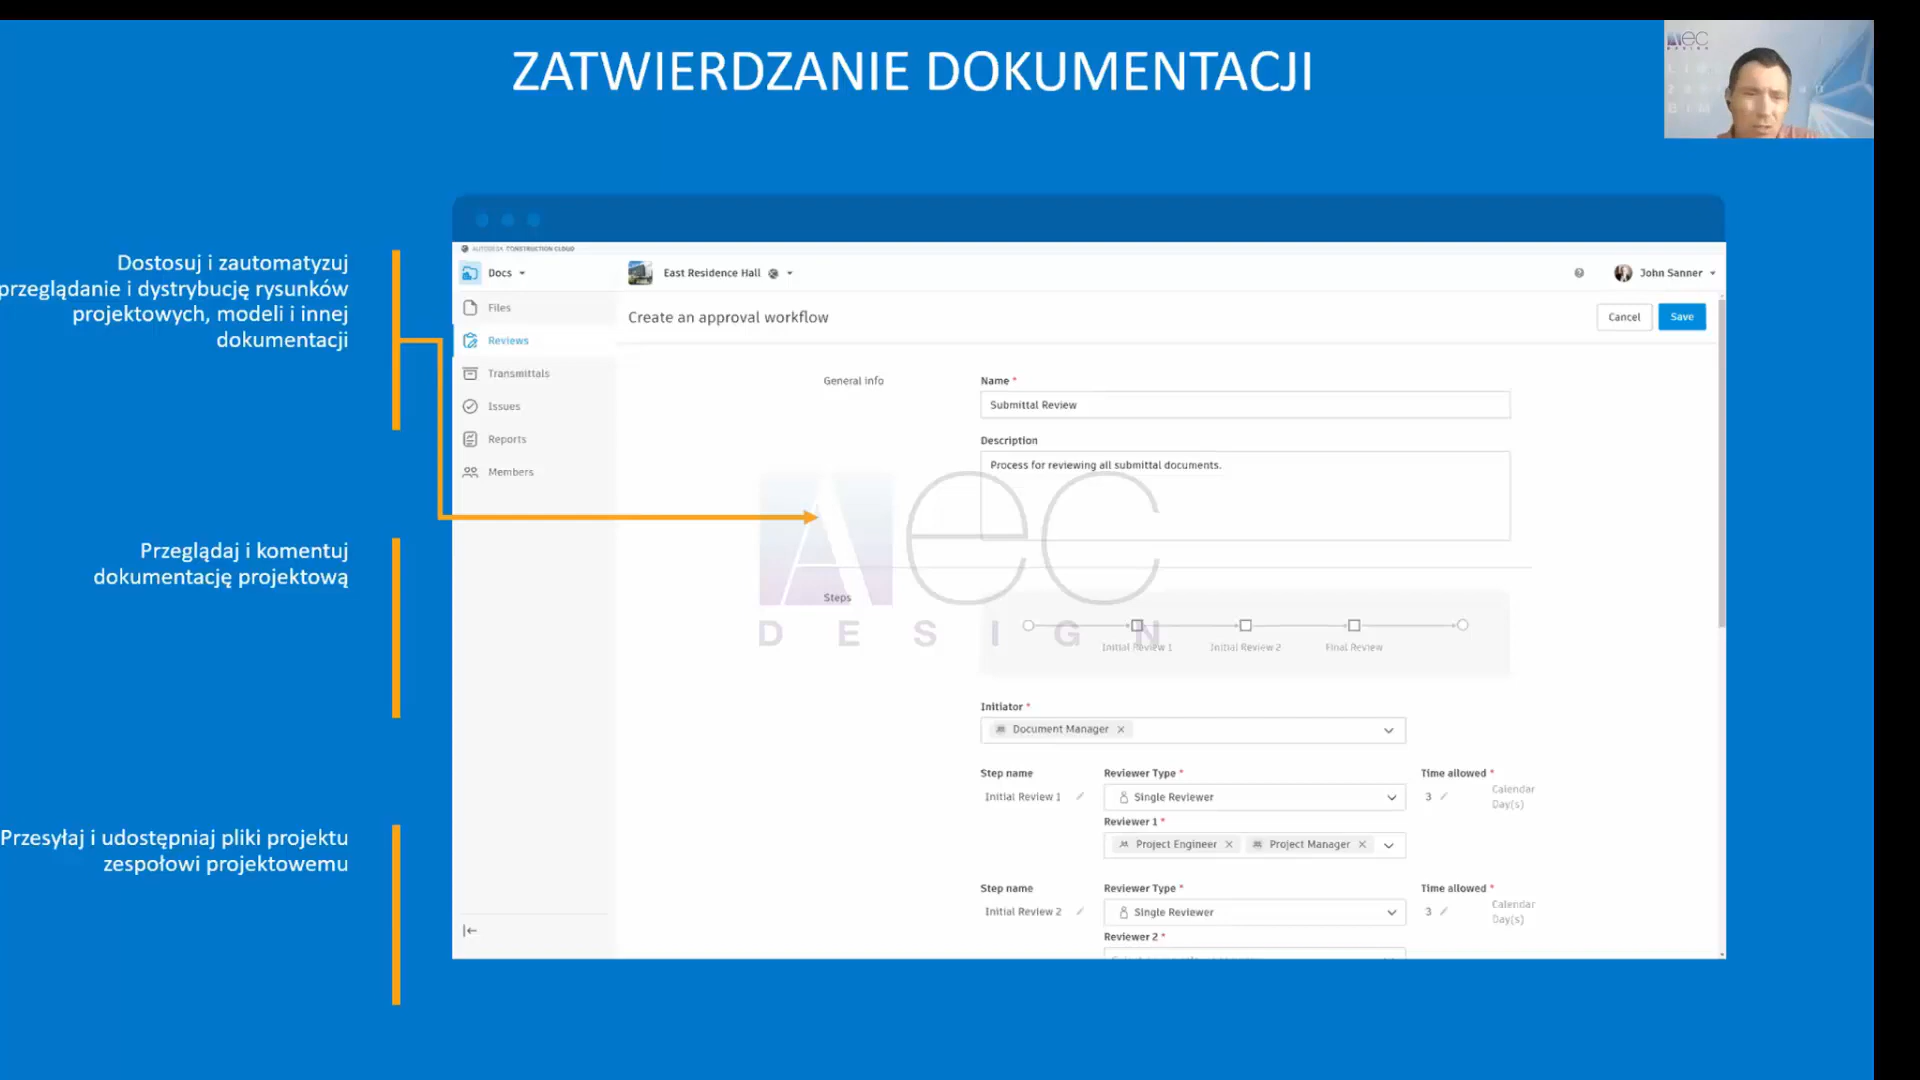 ZATWIERDZANIE DOKUMENTACJI
Dostosuj i zautomatyzuj
przeglądanie i dystrybucję rysunków
projektowych, modeli i innej
dokumentacji
Przeglądaj i komentuj
dokumentację projektową
Przesyłaj i udostępniaj pliki projektu
zespołowi projektowemu
AUTODESK CONSTRUCTION CLOUD
Docs
East Residence Hall
John Sanner
Files
Reviews
Transmittals
Issues
Reports
Members
Create an approval workflow
Cancel
Save
General info
Name *
Submittal Review
Description
Process for reviewing all submittal documents.
Steps
Initial Review 1
Initial Review 2
Final Review
Initiator *
Document Manager
Step name
Reviewer Type *
Time allowed *
Initial Review 1
Single Reviewer
3
Calendar
Day(s)
Reviewer 1 *
Project Engineer
Project Manager
Step name
Reviewer Type *
Time allowed *
Initial Review 2
Single Reviewer
3
Calendar
Day(s)
Reviewer 2 *
Aec
DESIGN